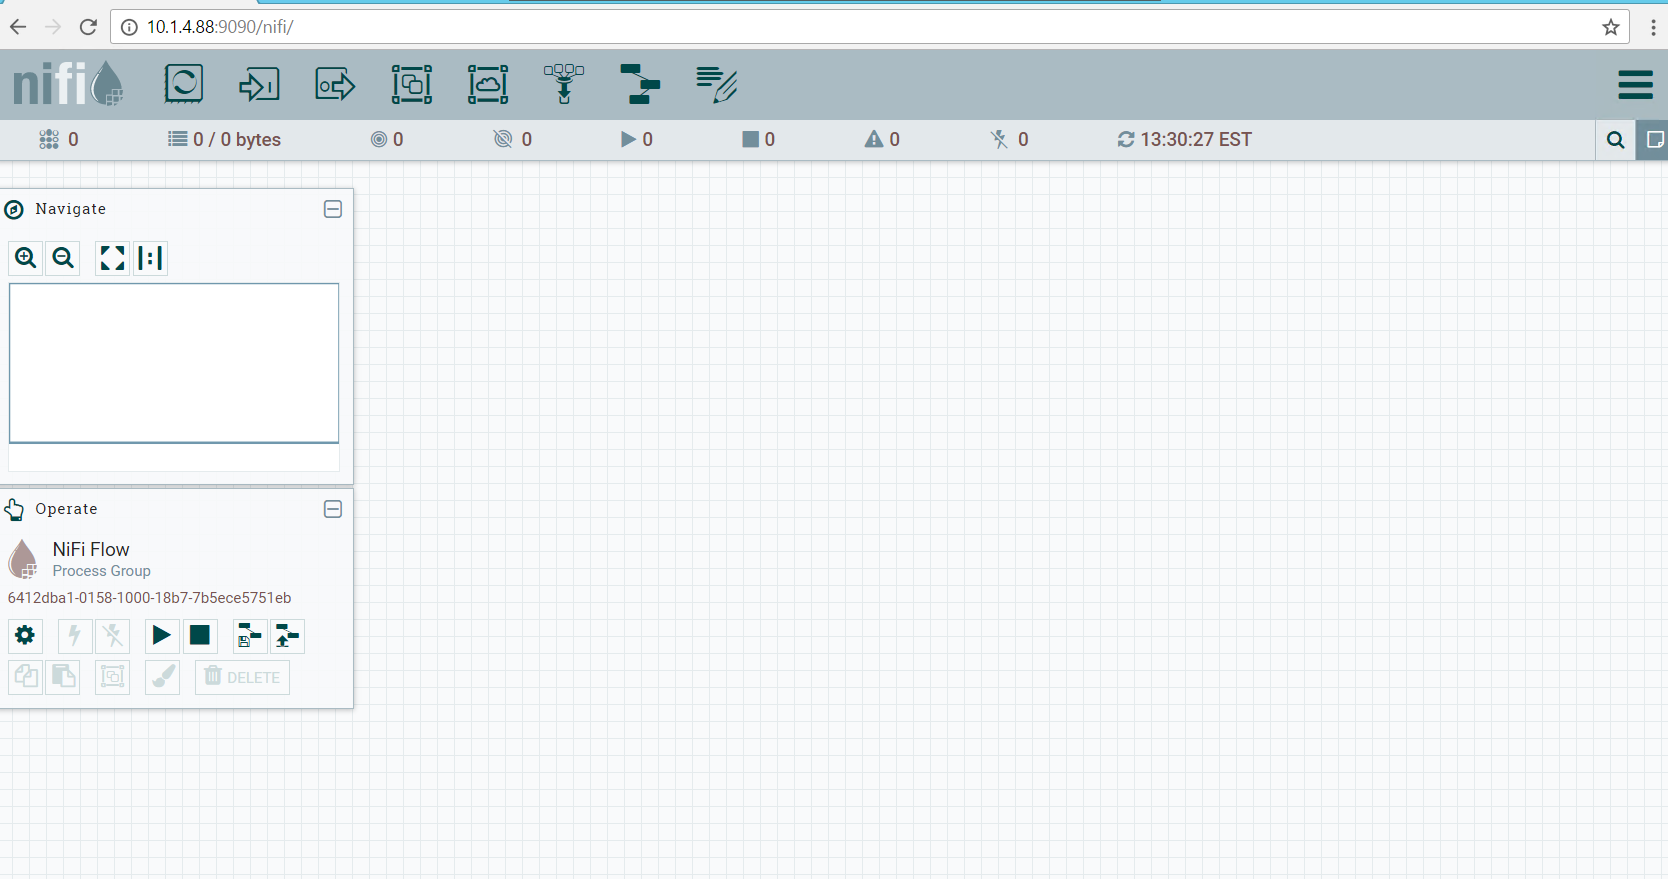 10.1.4.88:9090/nifi/
nifi
0 0 / 0 bytes 0 0 0 0 0 0 13:30:27 EST
Navigate
Operate
NiFi Flow
Process Group
6412dba1-0158-1000-18b7-7b5ece5751eb
DELETE